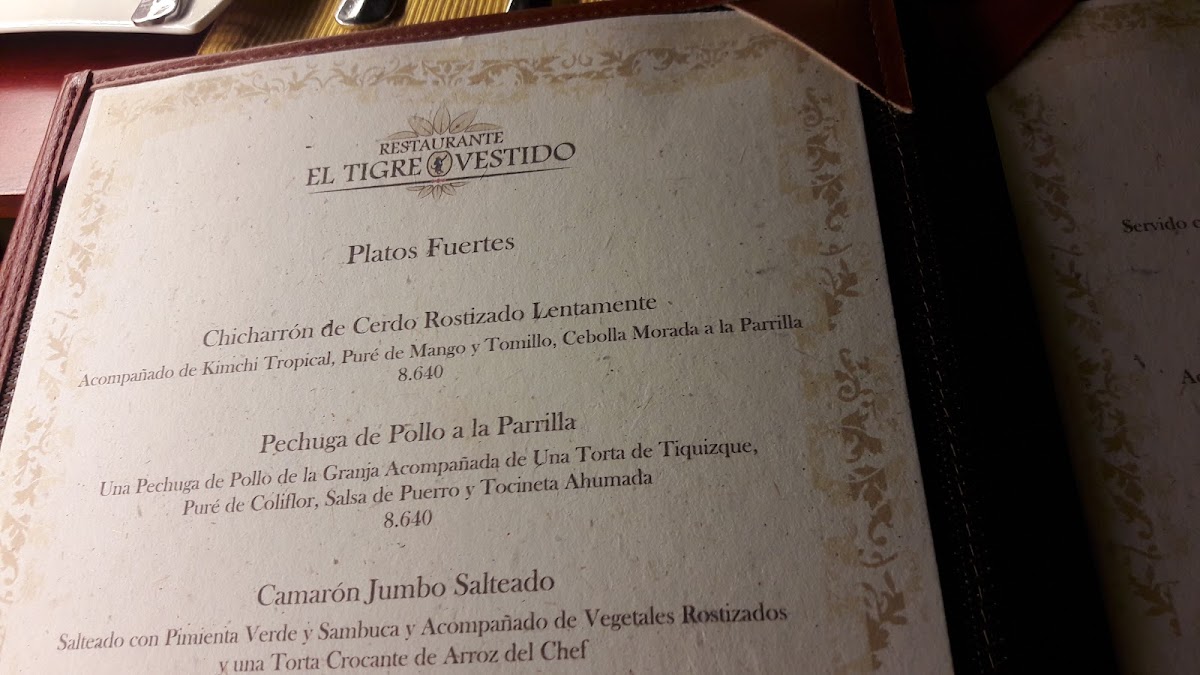 RESTAURANTE
EL TIGRE VESTIDO
Platos Fuertes
Chicharrón de Cerdo Rostizado Lentamente
Acompañado de Kimchi Tropical, Puré de Mango y Tomillo, Cebolla Morada a la Parrilla
8.640
Pechuga de Pollo a la Parrilla
Una Pechuga de Pollo de la Granja Acompañada de Una Torta de Tiquizque,
Puré de Coliflor, Salsa de Puerro y Tocineta Ahumada
8.640
Camarón Jumbo Salteado
Salteado con Pimienta Verde y Sambuca y Acompañado de Vegetales Rostizados
y una Torta Crocante de Arroz del Chef
Servido